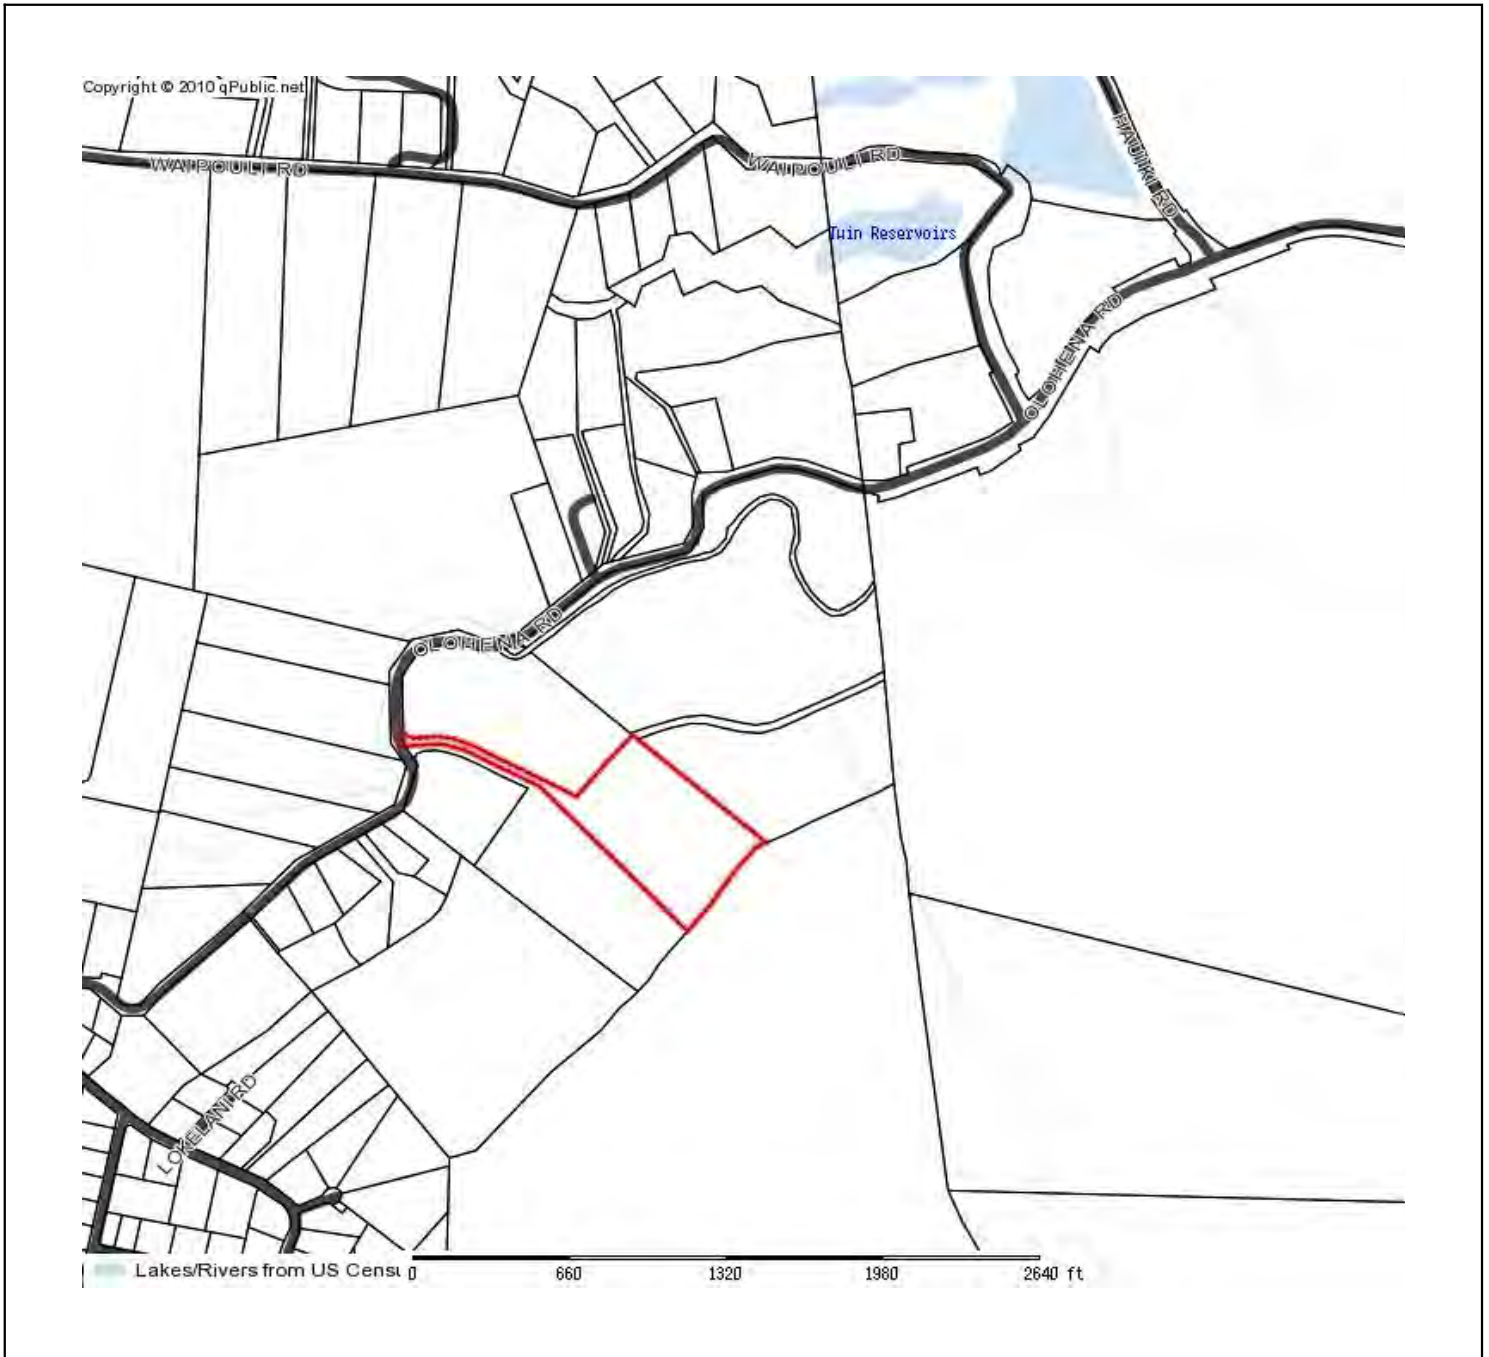 Copyright © 2010 qPublic.net
WAIPOULI RD
WAIPOULI RD
HAUIKI RD
Twin Reservoirs
OLOHENA RD
OLOHENA RD
LOKELANI RD
Lakes/Rivers from US Censu
0 660 1320 1980 2640 ft